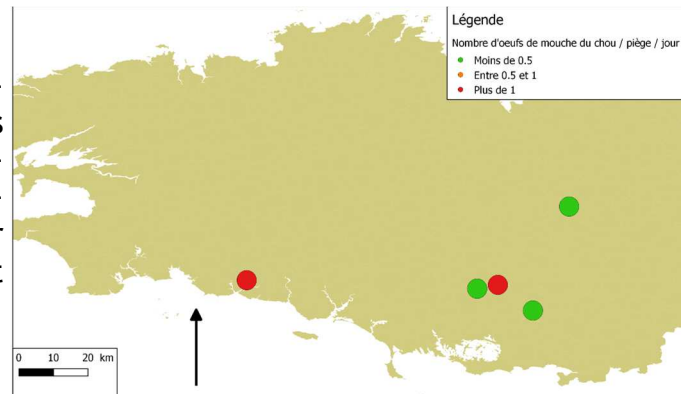 Légende
Nombre d'oeufs de mouche du chou / piège / jour
Moins de 0.5
Entre 0.5 et 1
Plus de 1
0 10 20 km